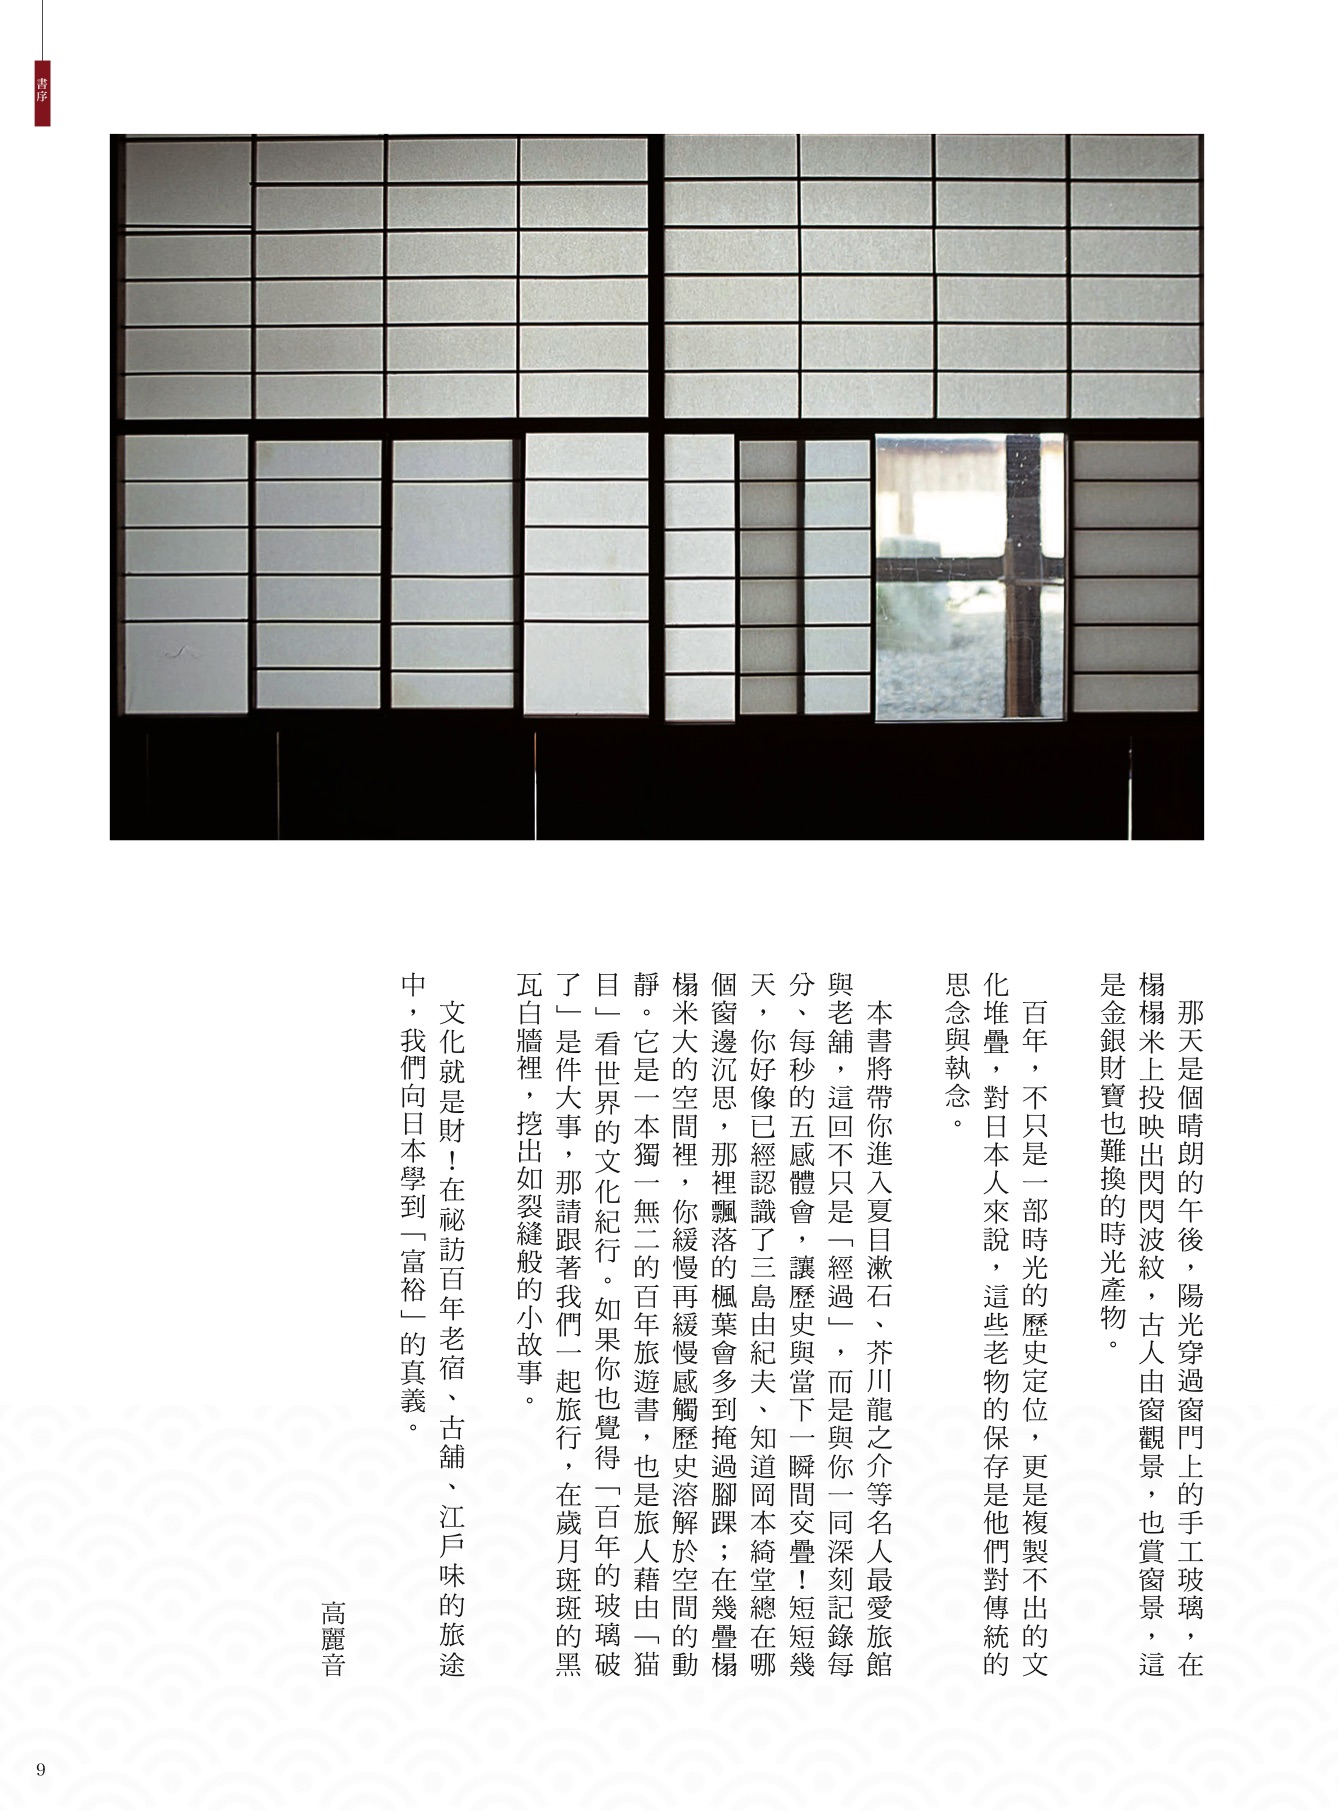 書序
那天是個晴朗的午後，陽光穿過窗門上的手工玻璃，在
榻榻米上投映出閃閃波紋，古人由窗觀景，也賞窗景，這
是金銀財寶也難換的時光產物。
百年，不只是一部時光的歷史定位，更是複製不出的文
化堆疊，對日本人來說，這些老物的保存是他們對傳統的
思念與執念。
本書將帶你進入夏目漱石、芥川龍之介等名人最愛旅館
與老舖，這回不只是「經過」，而是與你一同深刻記錄每
分、每秒的五感體會，讓歷史與當下一瞬間交疊！短短幾
天，你好像已經認識了三島由紀夫、知道岡本綺堂總在哪
個窗邊沉思，那裡飄落的楓葉會多到掩過腳踝；在幾疊榻
榻米大的空間裡，你緩慢再緩慢感觸歷史溶解於空間的動
靜。它是一本獨一無二的百年旅遊書，也是旅人藉由「猫
目」看世界的文化紀行。如果你也覺得「百年的玻璃破
了」是件大事，那請跟著我們一起旅行，在歲月斑斑的黑
瓦白牆裡，挖出如裂縫般的小故事。
文化就是財！在祕訪百年老宿、古舖、江戶味的旅途
中，我們向日本學到「富裕」的真義。
高麗音
9